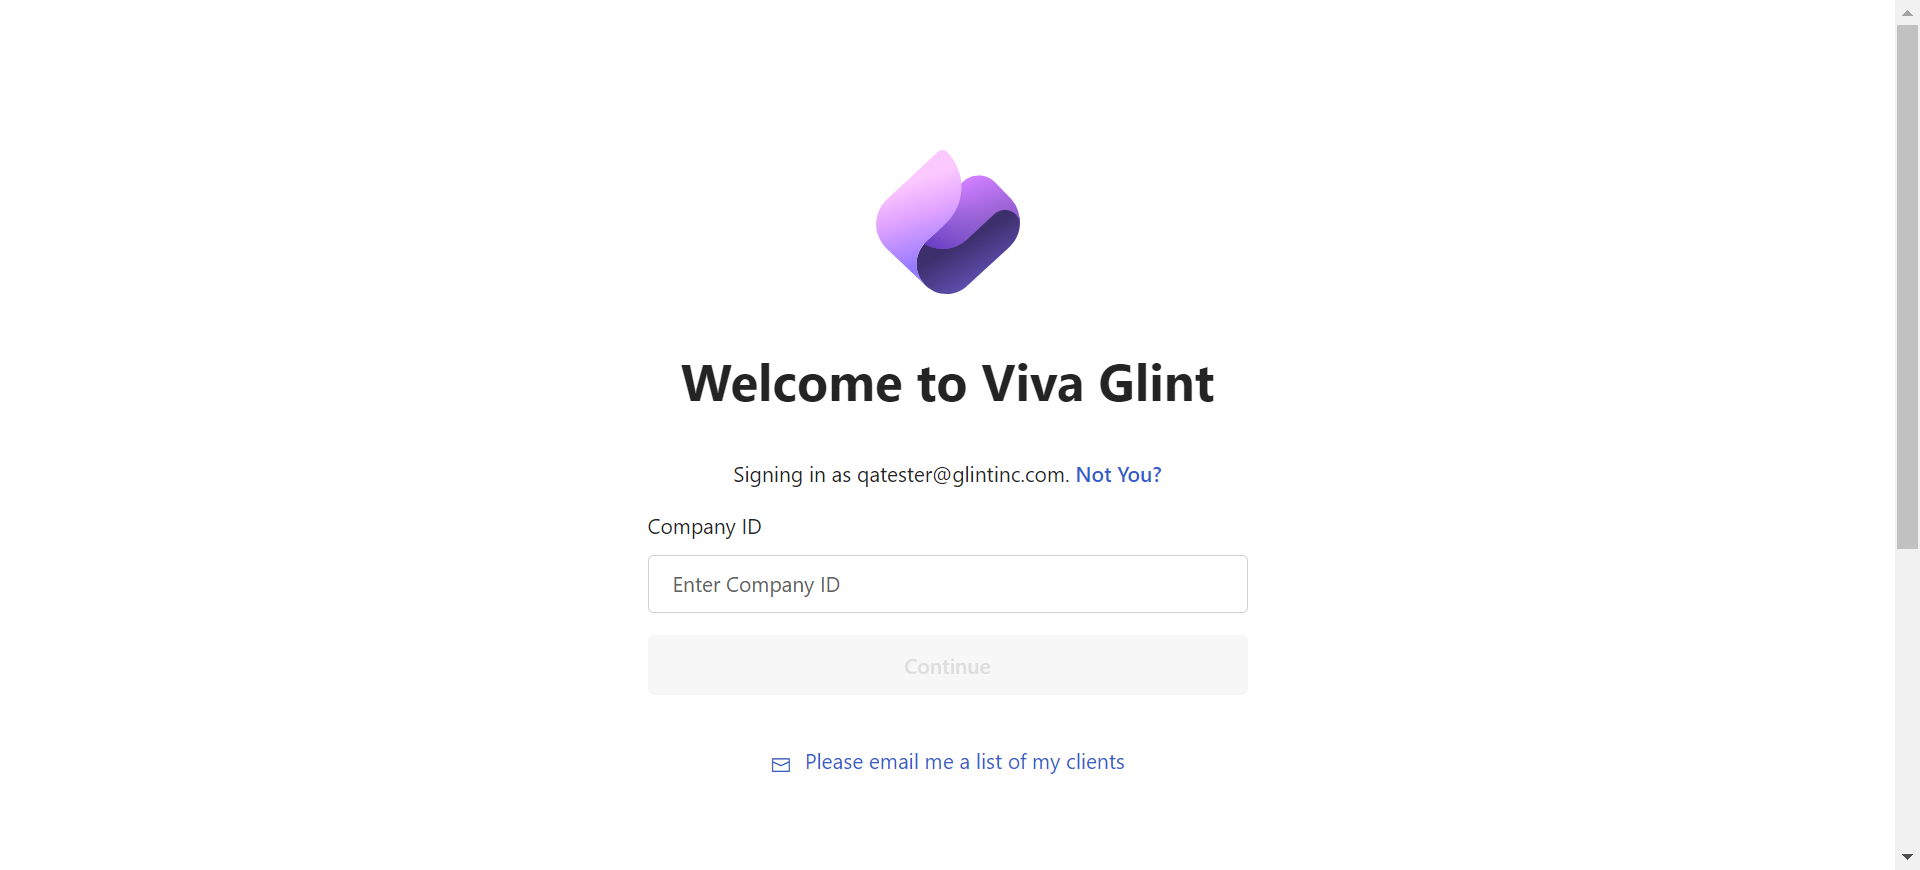 Welcome to Viva Glint
Signing in as qatester@glintinc.com. Not You?
Company ID
Enter Company ID
Continue
Please email me a list of my clients